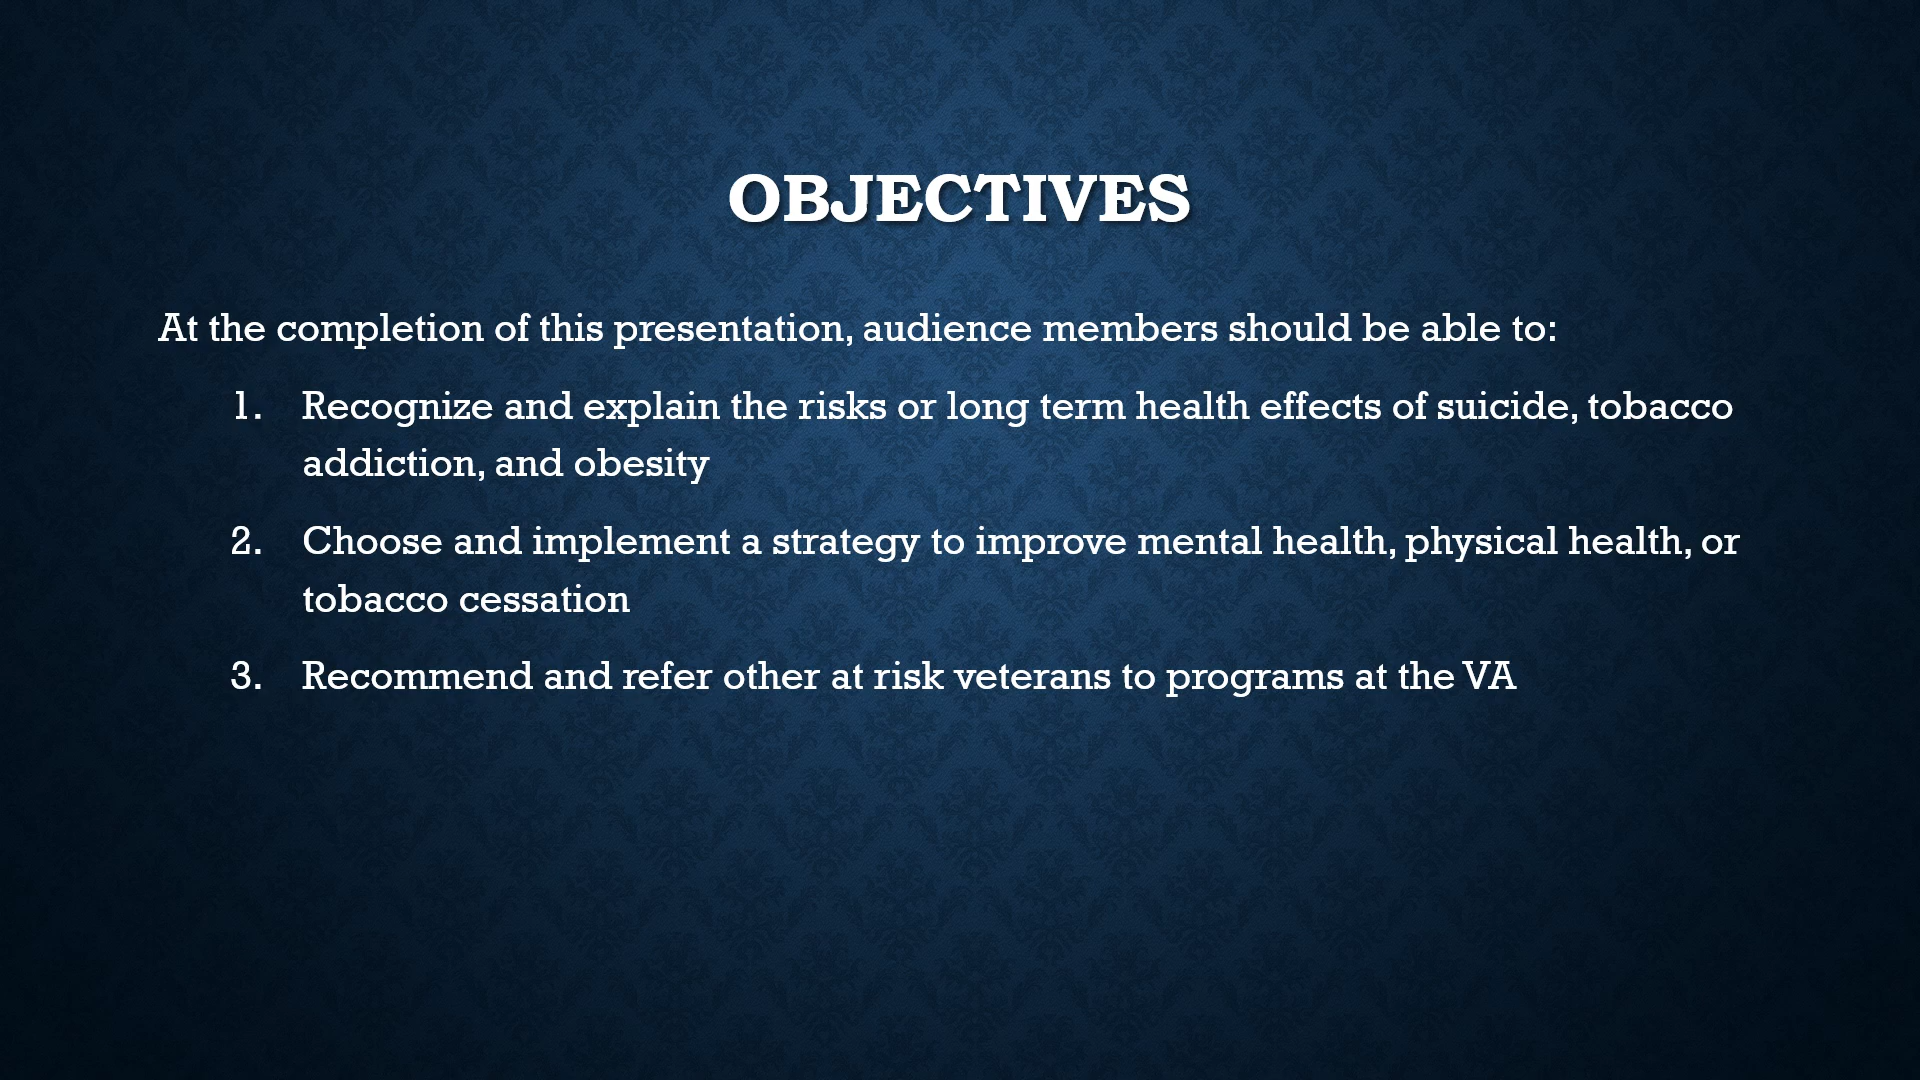 OBJECTIVES
At the completion of this presentation, audience members should be able to:
1. Recognize and explain the risks or long term health effects of suicide, tobacco
addiction, and obesity
2. Choose and implement a strategy to improve mental health, physical health, or
tobacco cessation
3. Recommend and refer other at risk veterans to programs at the VA